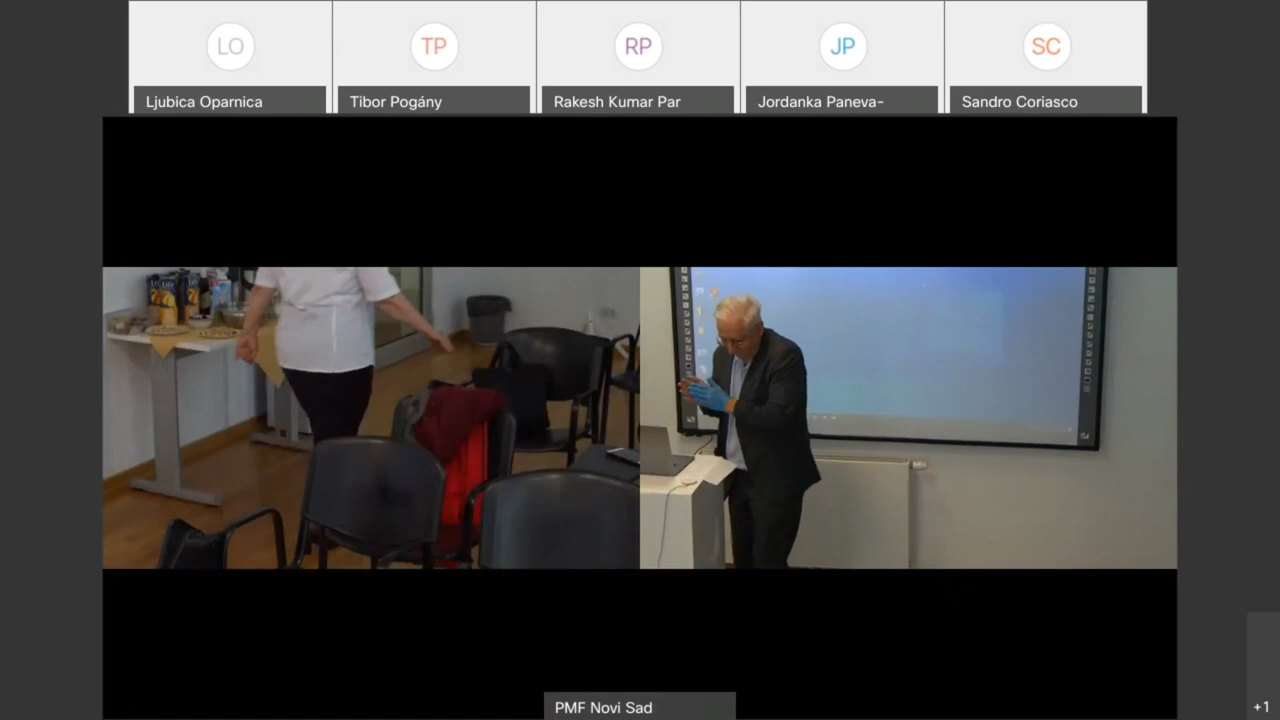 LO
TP
RP
JP
SC
Ljubica Oparnica
Tibor Pogány
Rakesh Kumar Par
Jordanka Paneva-
Sandro Coriasco
PMF Novi Sad
+1